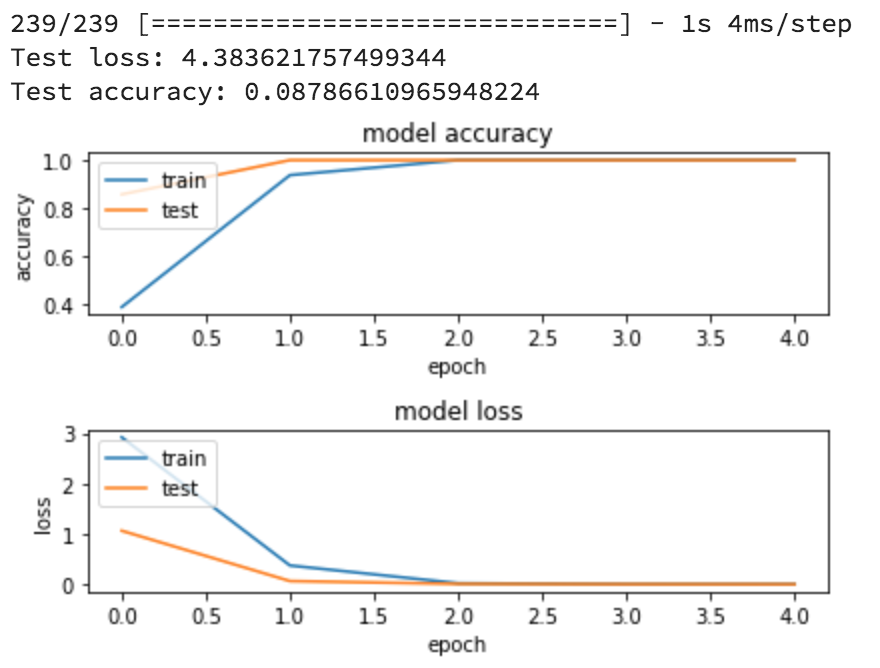 239/239 [==============================] - 1s 4ms/step
Test loss: 4.383621757499344
Test accuracy: 0.08786610965948224
model accuracy
1.0
0.8
0.6
0.4
accuracy
train
test
0.0 0.5 1.0 1.5 2.0 2.5 3.0 3.5 4.0
epoch
model loss
3
2
1
0
loss
train
test
0.0 0.5 1.0 1.5 2.0 2.5 3.0 3.5 4.0
epoch